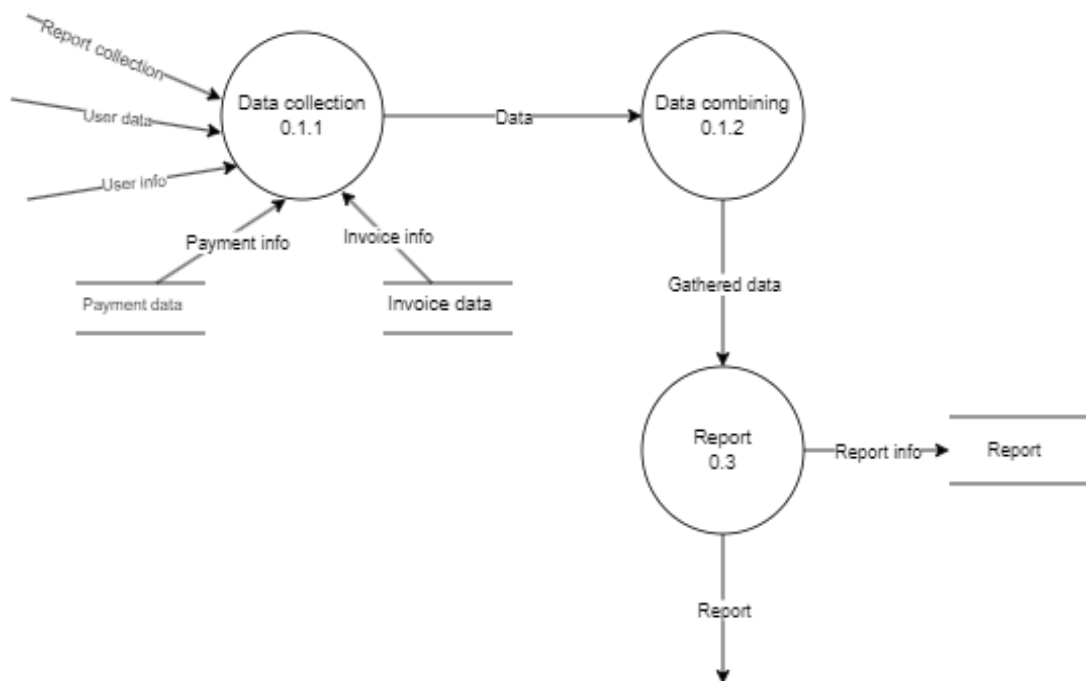 Report collection
Data collection
0.1.1
Data
Data combining
0.1.2
User data
User info
Payment info
Invoice info
Payment data
Invoice data
Gathered data
Report
0.3
Report info
Report
Report